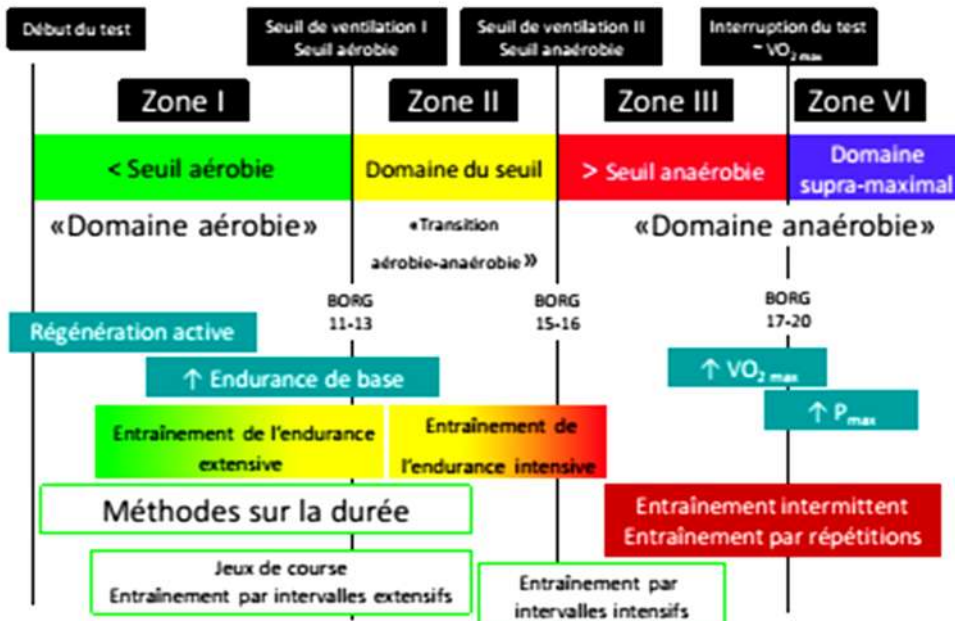 Début du test
Seuil de ventilation I
Seuil aérobie
Seuil de ventilation II
Seuil anaérobie
Interruption du test
~ VO2 max
Zone I
Zone II
Zone III
Zone VI
< Seuil aérobie
Domaine du seuil
> Seuil anaérobie
Domaine
supra-maximal
«Domaine aérobie»
«Transition
aérobie-anaérobie»
«Domaine anaérobie»
BORG
11-13
BORG
15-16
BORG
17-20
Régénération active
↑ Endurance de base
↑ VO2 max
↑ Pmax
Entraînement de l'endurance
extensive
Entraînement de
l'endurance intensive
Méthodes sur la durée
Entraînement intermittent
Entraînement par répétitions
Jeux de course
Entraînement par intervalles extensifs
Entraînement par
intervalles intensifs